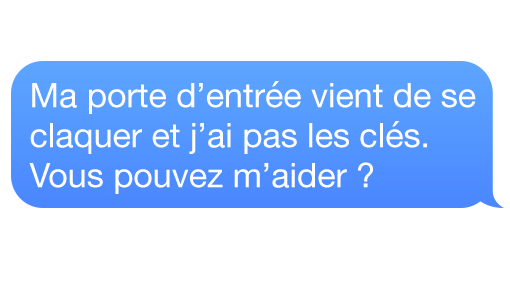 Ma porte d’entrée vient de se
claquer et j’ai pas les clés.
Vous pouvez m’aider ?